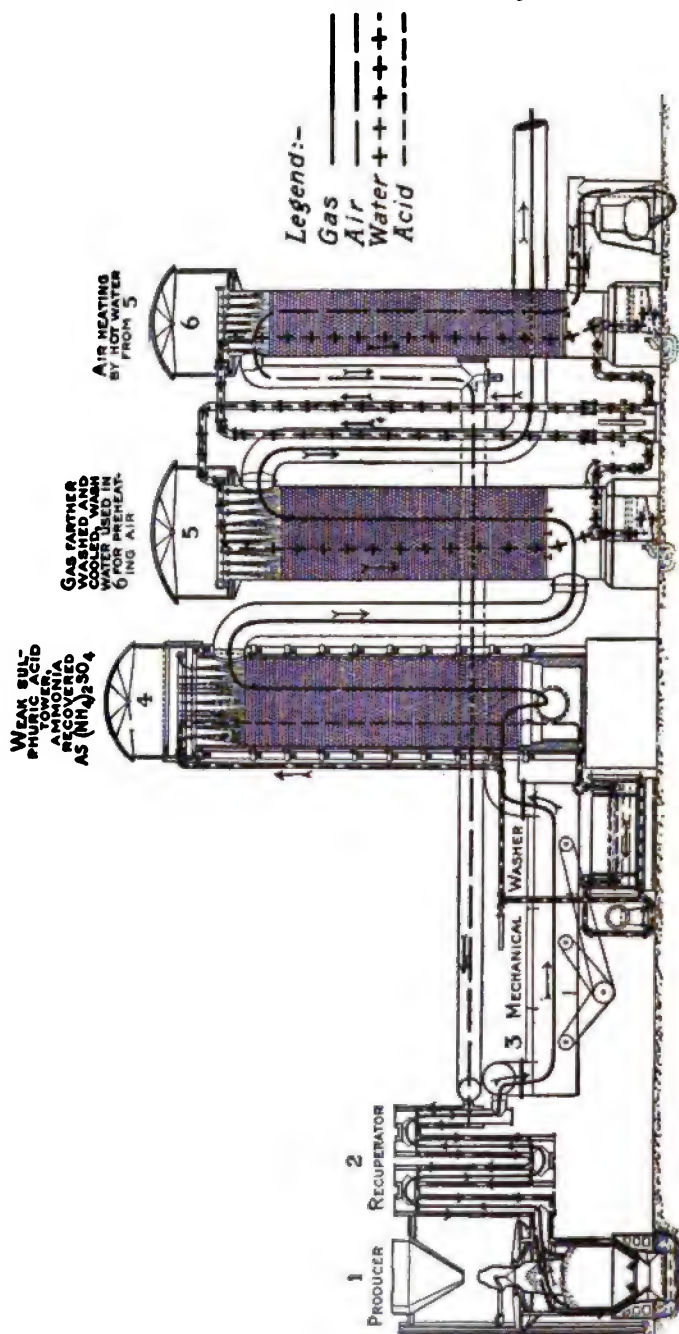 Legend:-
Gas
Air
Water
Acid
AIR HEATING
BY HOT WATER
FROM 5
6
GAS FARTHER
WASHED AND
COOLED, WASH
WATER USED IN
6 FOR PREHEAT-
ING AIR
5
WEAK SUL-
PHURIC ACID
TOWER,
AMMONIA
RECOVERED
AS (NH4)2SO4
4
3 MECHANICAL WASHER
2
RECUPERATOR
1
PRODUCER